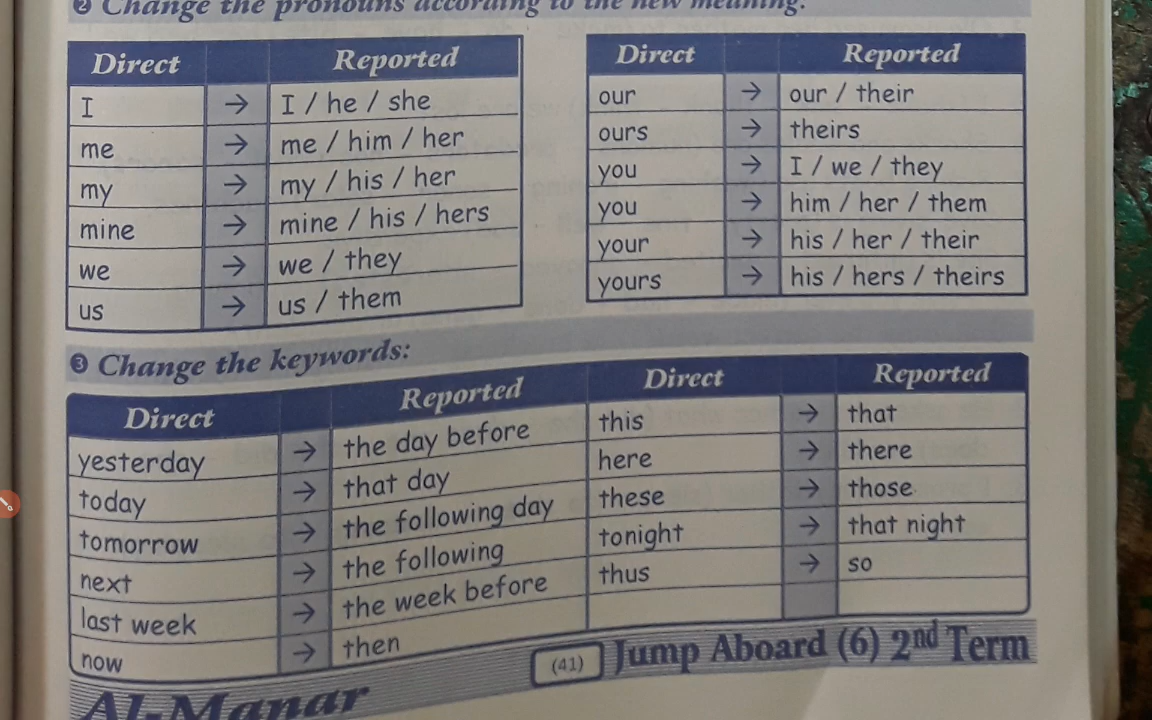 ❷ Change the pronouns according to the new meaning:
Direct Reported
I → I / he / she
me → me / him / her
my → my / his / her
mine → mine / his / hers
we → we / they
us → us / them
Direct Reported
our → our / their
ours → theirs
you → I / we / they
you → him / her / them
your → his / her / their
yours → his / hers / theirs
❸ Change the keywords:
Direct Reported
yesterday → the day before
today → that day
tomorrow → the following day
next → the following
last week → the week before
now → then
Direct Reported
this → that
here → there
these → those
tonight → that night
thus → so
Al-Manar (41) Jump Aboard (6) 2nd Term